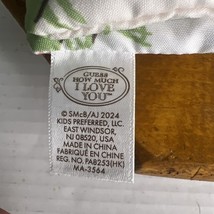 GUESS
HOW MUCH
I LOVE
YOU™
© SMcB/AJ 2024
KIDS PREFERRED, LLC.
EAST WINDSOR,
NJ 08520, USA
MADE IN CHINA
FABRIQUÉ EN CHINE
REG. NO. PA8253(HK)
MA-3564